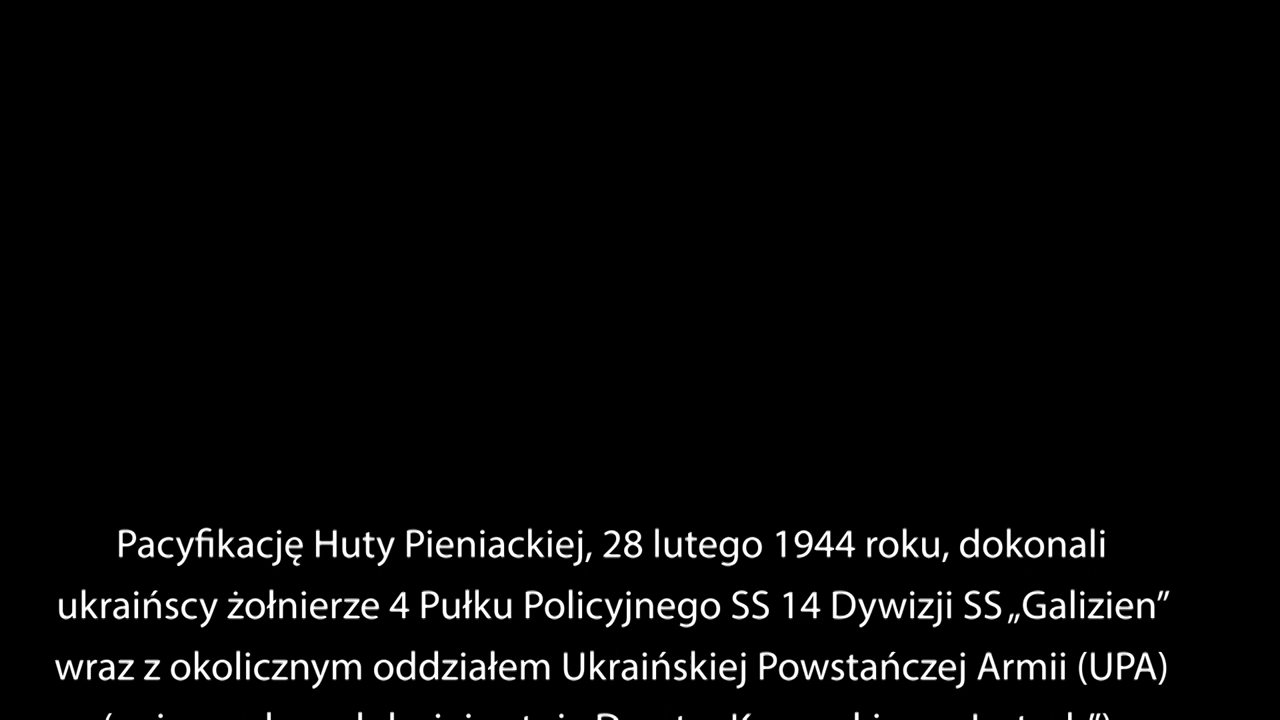 Pacyfikację Huty Pieniackiej, 28 lutego 1944 roku, dokonali
ukraińscy żołnierze 4 Pułku Policyjnego SS 14 Dywizji SS „Galizien”
wraz z okolicznym oddziałem Ukraińskiej Powstańczej Armii (UPA)